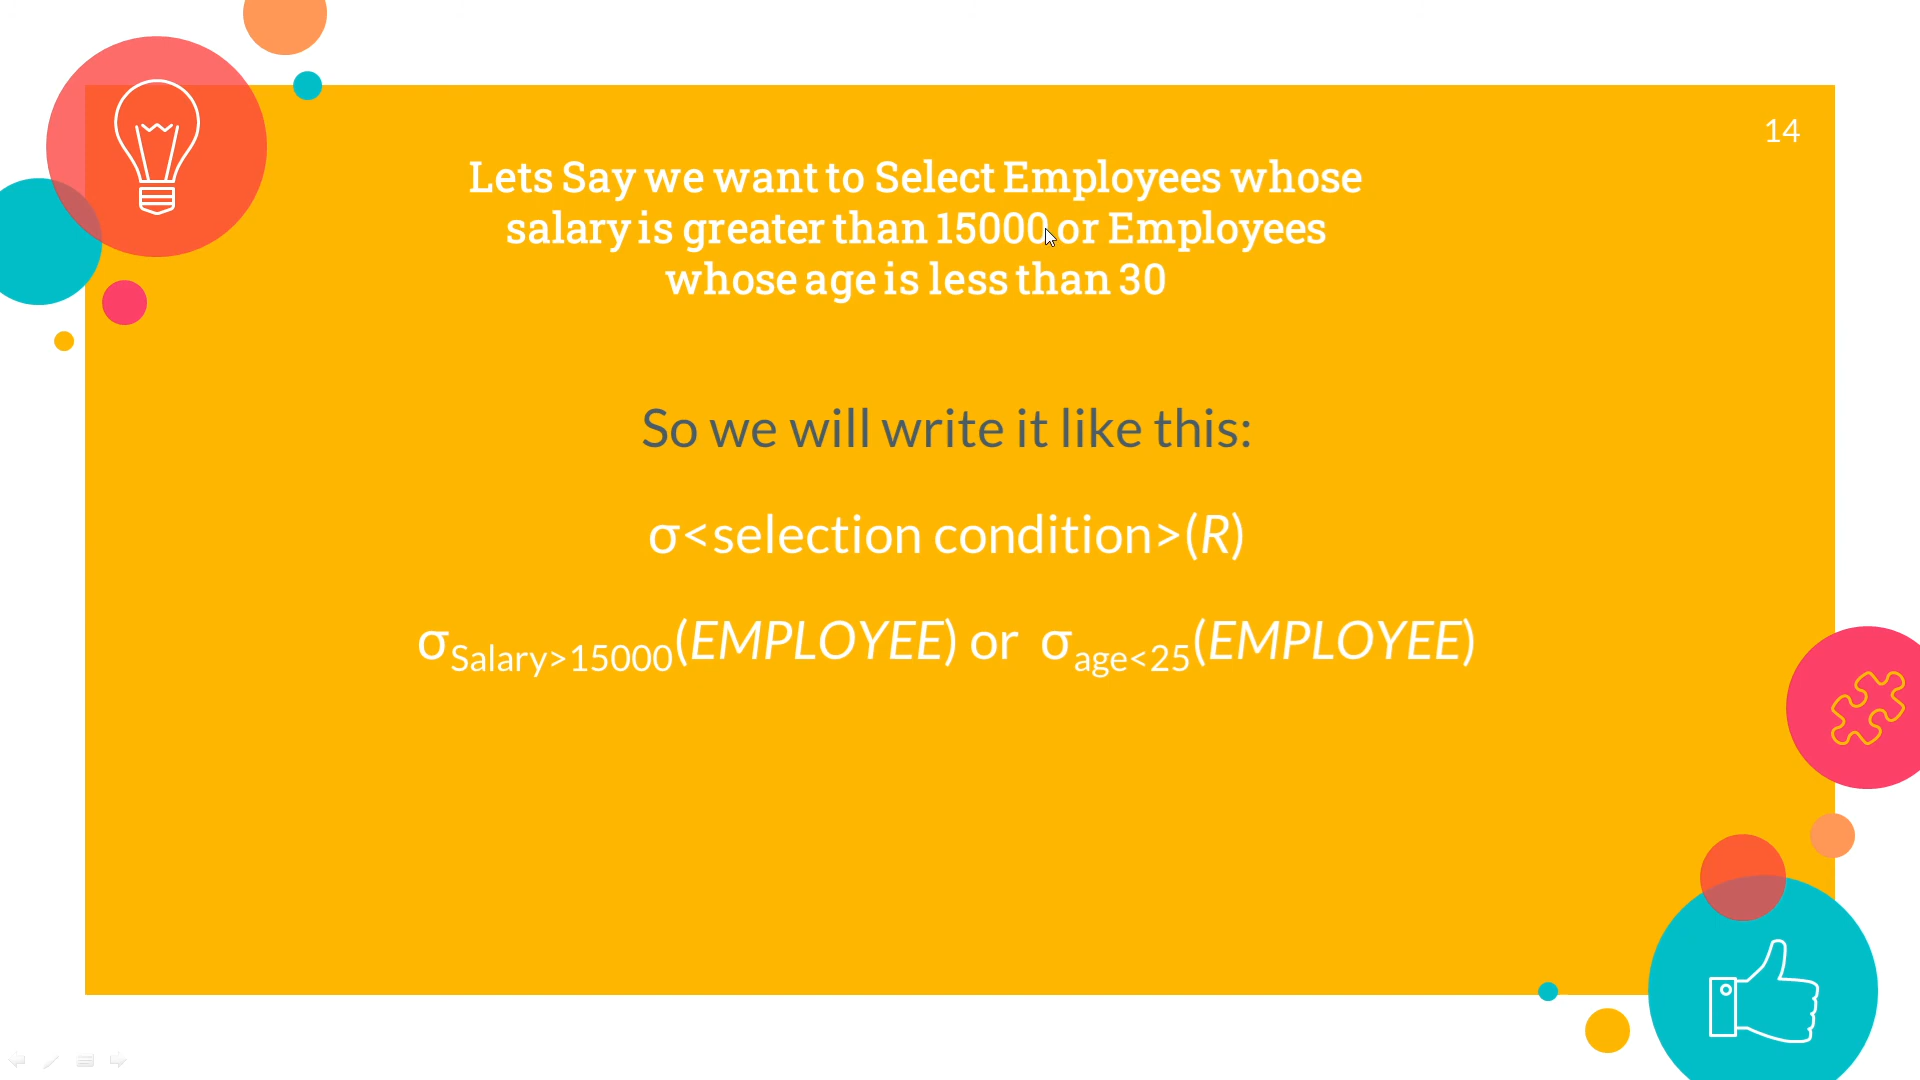 14
Lets Say we want to Select Employees whose
salary is greater than 15000 or Employees
whose age is less than 30
So we will write it like this:
σ<selection condition>(R)
σSalary>15000(EMPLOYEE) or σage<25(EMPLOYEE)